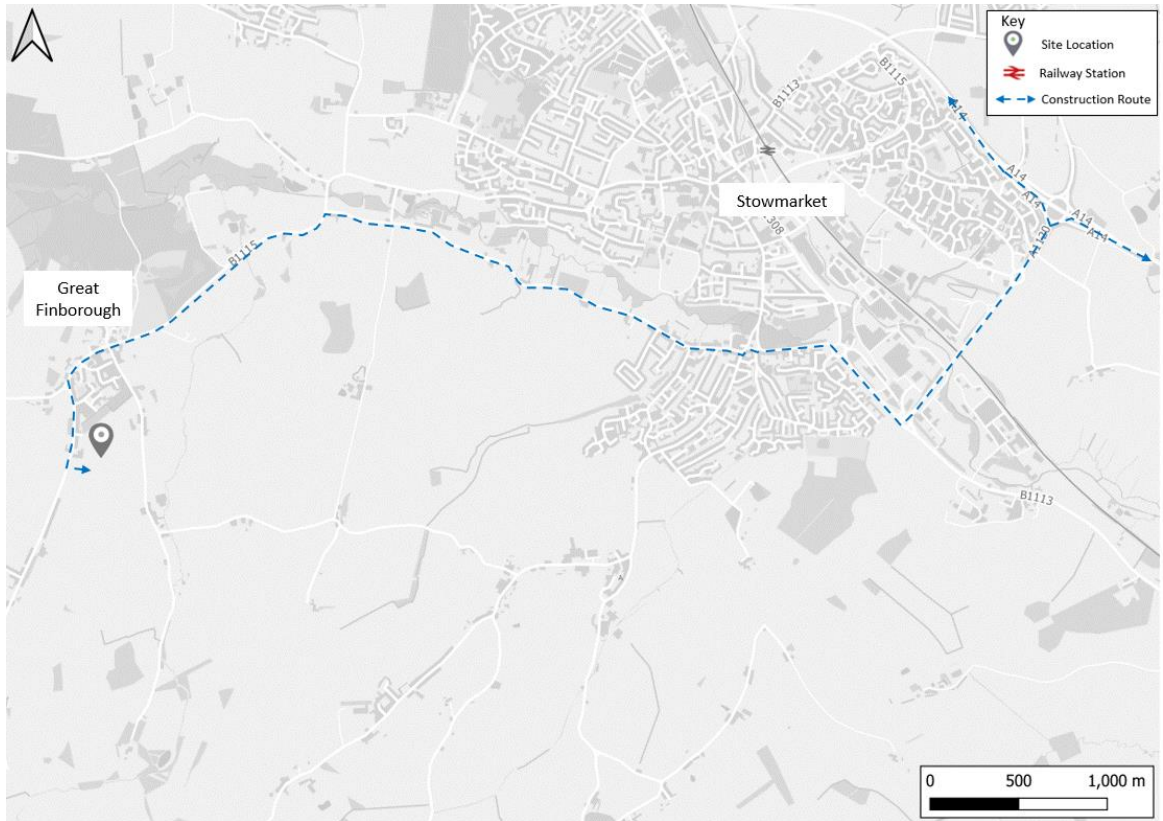 Key
Site Location
Railway Station
Construction Route
B1113
B1115
A14
A14
A14
A14
A14
A1120
Stowmarket
B1115
Great
Finborough
B1113
0 500 1,000 m